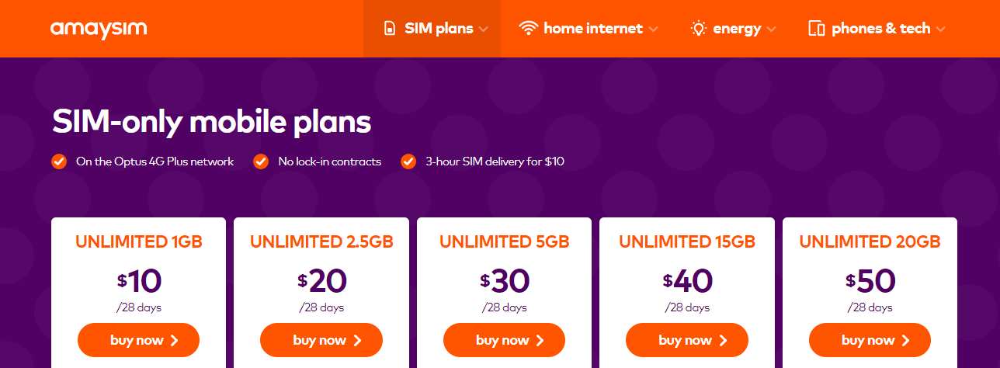 amaysim
SIM plans
home internet
energy
phones & tech
SIM-only mobile plans
On the Optus 4G Plus network
No lock-in contracts
3-hour SIM delivery for $10
UNLIMITED 1GB
$10
/28 days
buy now
UNLIMITED 2.5GB
$20
/28 days
buy now
UNLIMITED 5GB
$30
/28 days
buy now
UNLIMITED 15GB
$40
/28 days
buy now
UNLIMITED 20GB
$50
/28 days
buy now